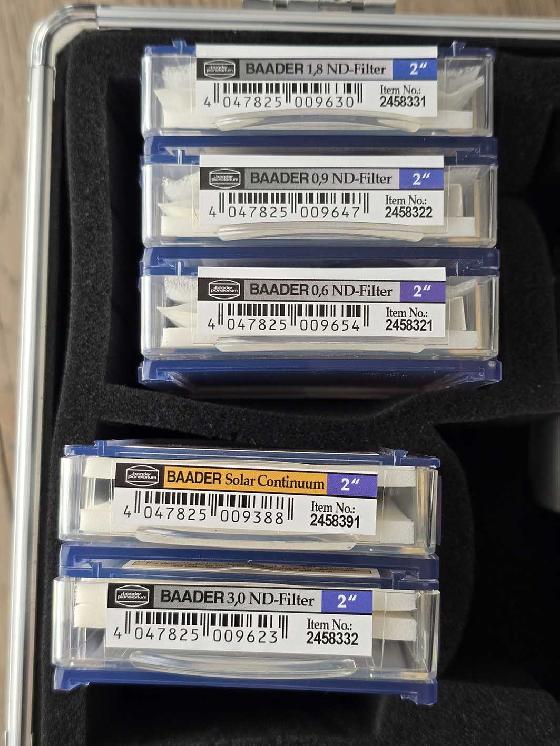 BAADER 1,8 ND-Filter 2"
4 047825 009630
Item No.:
2458331
BAADER 0,9 ND-Filter 2"
4 047825 009647
Item No.:
2458322
BAADER 0,6 ND-Filter 2"
4 047825 009654
Item No.:
2458321
BAADER Solar Continuum 2"
4 047825 009388
Item No.:
2458391
BAADER 3,0 ND-Filter 2"
4 047825 009623
Item No.:
2458332